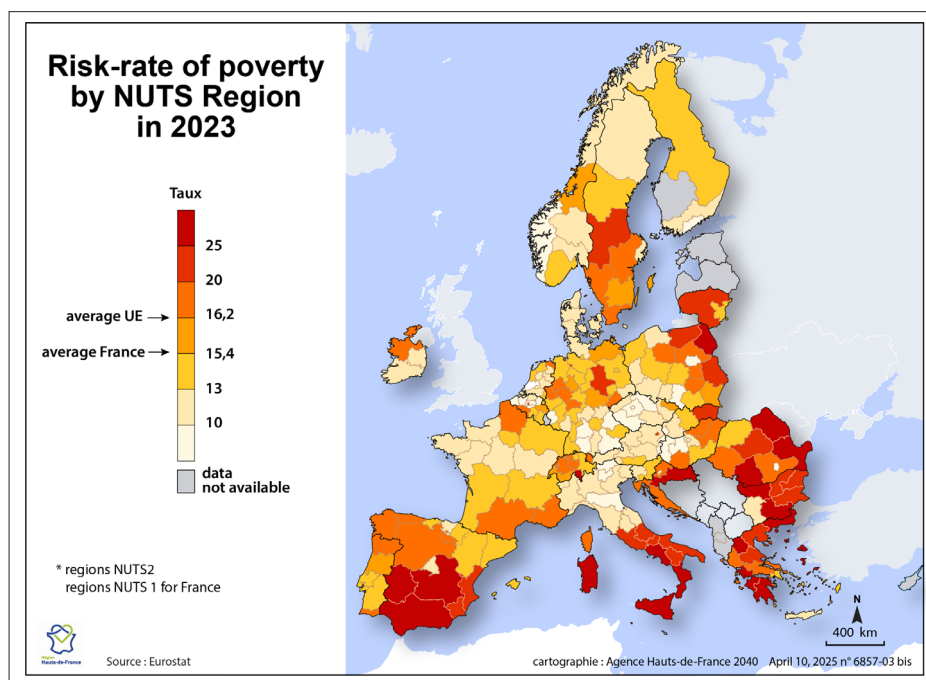 Risk-rate of poverty
by NUTS Region
in 2023
Taux
25
20
16,2
average UE
average France
15,4
13
10
data
not available
* regions NUTS2
regions NUTS 1 for France
N
400 km
Région
Hauts-de-France
Source : Eurostat
cartographie : Agence Hauts-de-France 2040 April 10, 2025 n° 6857-03 bis